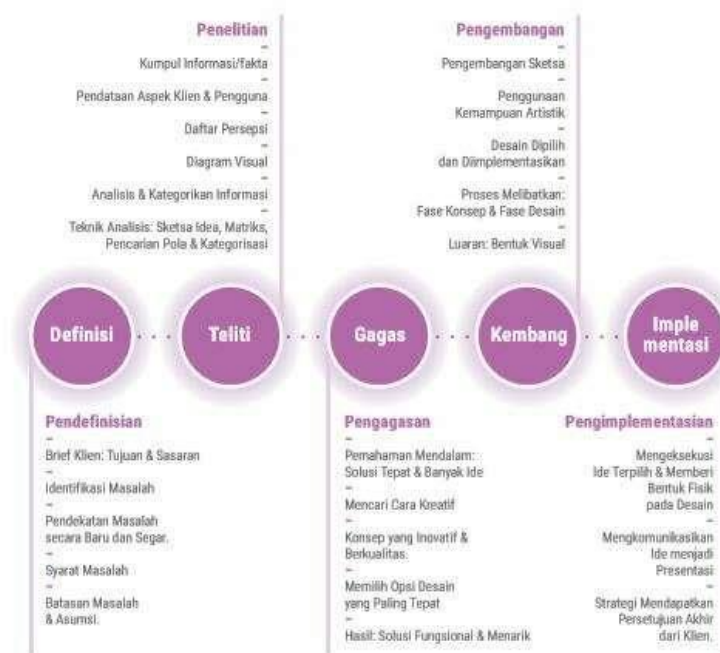 Penelitian
–
Kumpul Informasi/fakta
–
Pendataan Aspek Klien & Pengguna
–
Daftar Persepsi
–
Diagram Visual
–
Analisis & Kategorikan Informasi
–
Teknik Analisis: Sketsa Idea, Matriks,
Pencarian Pola & Kategorisasi
Pengembangan
–
Pengembangan Sketsa
–
Penggunaan
Kemampuan Artistik
–
Desain Dipilih
dan Diimplementasikan
–
Proses Melibatkan:
Fase Konsep & Fase Desain
–
Luaran: Bentuk Visual
Definisi
Teliti
Gagas
Kembang
Imple
mentasi
Pendefinisian
–
Brief Klien: Tujuan & Sasaran
–
Identifikasi Masalah
–
Pendekatan Masalah
secara Baru dan Segar.
–
Syarat Masalah
–
Batasan Masalah
& Asumsi.
Pengagasan
–
Pemahaman Mendalam:
Solusi Tepat & Banyak Ide
–
Mencari Cara Kreatif
–
Konsep yang Inovatif &
Berkualitas.
–
Memilih Opsi Desain
yang Paling Tepat
–
Hasil: Solusi Fungsional & Menarik
Pengimplementasian
–
Mengeksekusi
Ide Terpilih & Memberi
Bentuk Fisik
pada Desain
–
Mengkomunikasikan
Ide menjadi
Presentasi
–
Strategi Mendapatkan
Persetujuan Akhir
dari Klien.